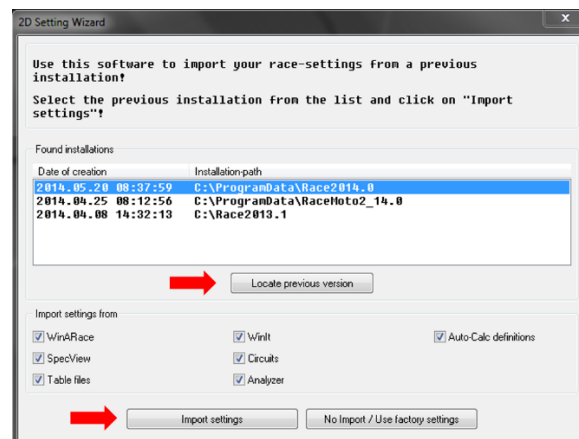 2D Setting Wizard
x
Use this software to import your race-settings from a previous
installation!
Select the previous installation from the list and click on "Import
settings"!
Found installations
Date of creation Installation-path
2014.05.20 08:37:59 C:\ProgramData\Race2014.0
2014.04.25 08:12:56 C:\ProgramData\RaceMoto2_14.0
2014.04.08 14:32:13 C:\Race2013.1
Locate previous version
Import settings from
WinARace WinIt Auto-Calc definitions
SpecView Circuits
Table files Analyzer
Import settings No Import / Use factory settings